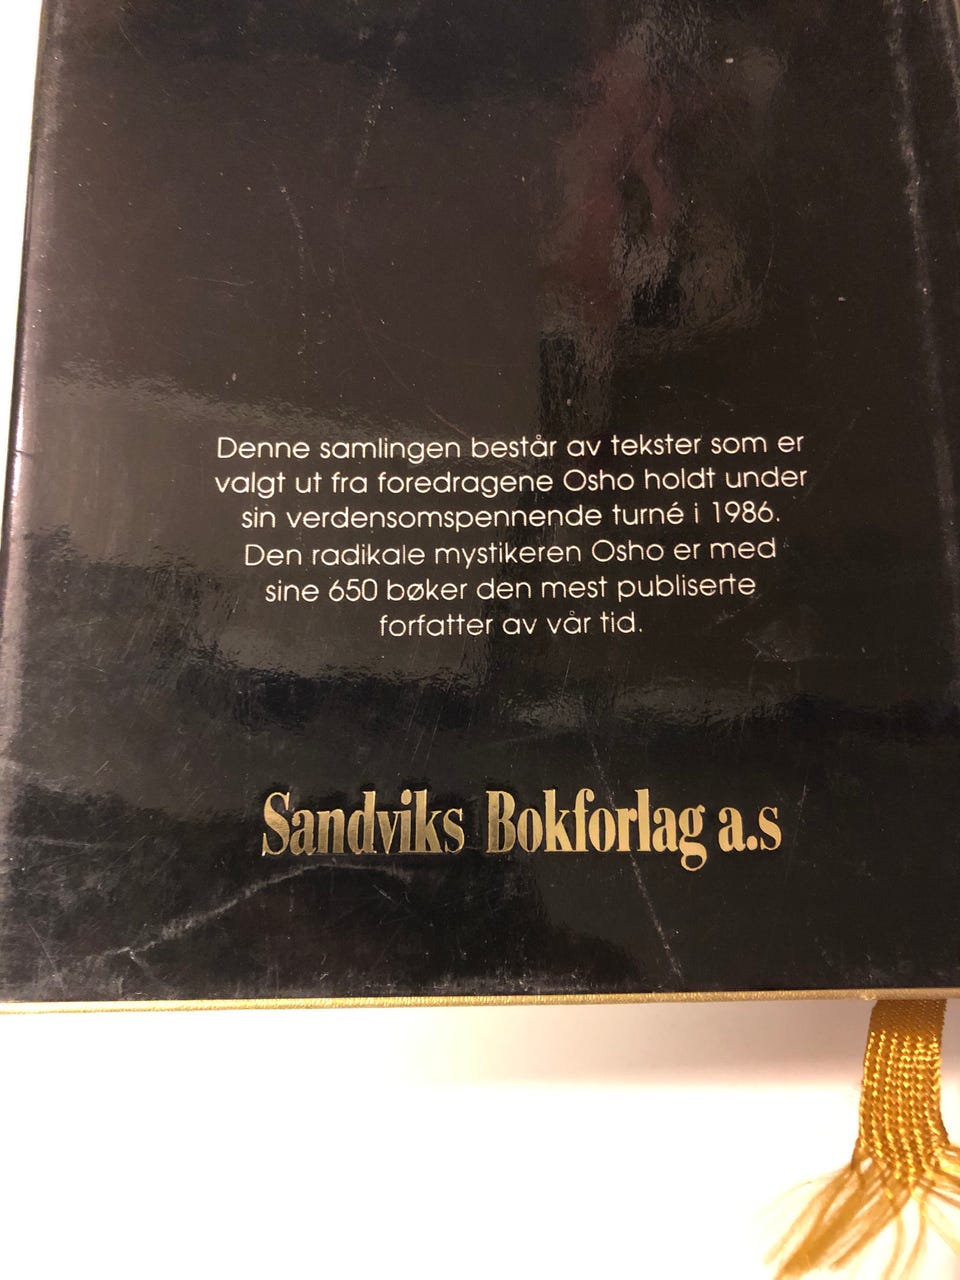 Denne samlingen består av tekster som er
valgt ut fra foredragene Osho holdt under
sin verdensomspennende turné i 1986.
Den radikale mystikeren Osho er med
sine 650 bøker den mest publiserte
forfatter av vår tid.
Sandviks Bokforlag a.s